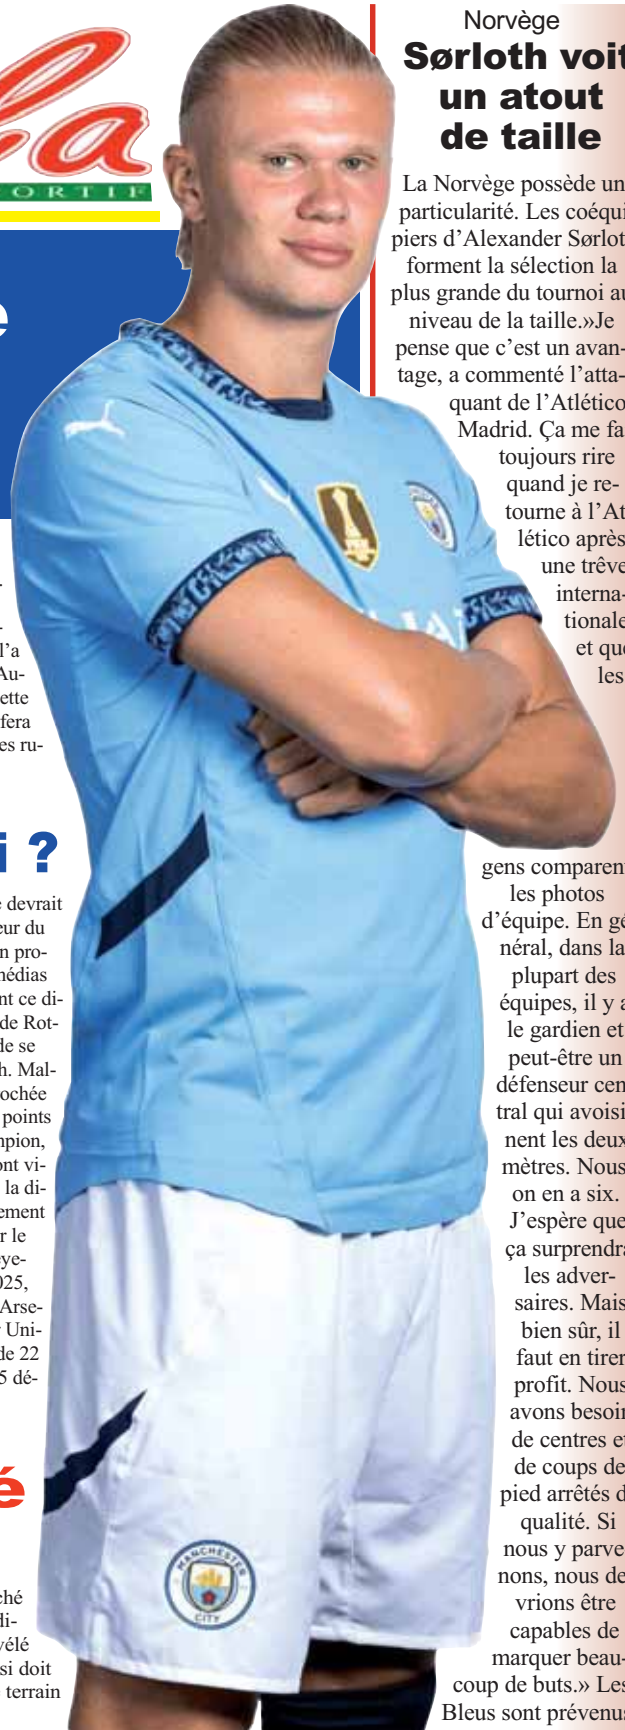 la
ORTIF
e
-
-
l'a
Au-
ette
fera
es ru-
i ?
devrait
eur du
n pro-
médias
nt ce di-
de Rot-
de se
h. Mal-
ochée
points
mpion,
ont vi-
la di-
ement
r le
eye-
025,
Arse-
Uni-
de 22
5 dé-
é
ché
di-
vélé
si doit
terrain
MANCHESTER
CITY
Norvège
Sørloth voit
un atout
de taille
La Norvège possède un
particularité. Les coéqui
piers d'Alexander Sørlot
forment la sélection la
plus grande du tournoi au
niveau de la taille.»Je
pense que c'est un avan-
tage, a commenté l'atta-
quant de l'Atlético
Madrid. Ça me fa
toujours rire
quand je re-
tourne à l'At
lético après
une trêve
interna-
tionale
et que
les
gens comparent
les photos
d'équipe. En gé
néral, dans la
plupart des
équipes, il y a
le gardien et
peut-être un
défenseur cen
tral qui avoisi
nent les deux
mètres. Nous
on en a six.
J'espère que
ça surprendra
les adver-
saires. Mais
bien sûr, il
faut en tirer
profit. Nous
avons besoin
de centres et
de coups de
pied arrêtés d
qualité. Si
nous y parve
nons, nous de
vrions être
capables de
marquer beau-
coup de buts.» Les
Bleus sont prévenus